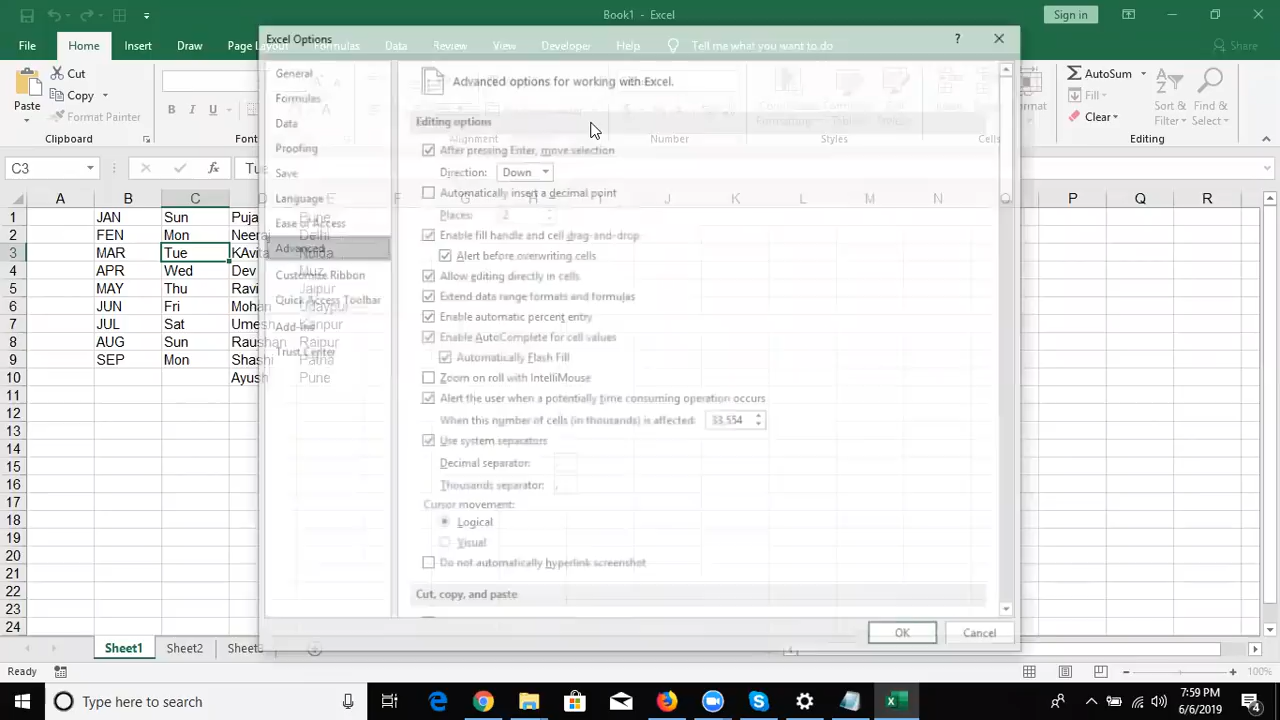 Book1 - Excel
Sign in
File Home Insert Draw Page Layout Formulas Data Review View Developer Help Tell me what you want to do Share
Excel Options
Paste
Cut
Copy
Format Painter
Clipboard
B I U
Alignment
Number
Styles
Cells
AutoSum
Fill
Clear
Sort & Filter
Find & Select
Editing
C3
Tue
A B C D E F G H I J K L M N P Q R
1 JAN Sun Puja Pune
2 FEN Mon Neeraj Delhi
3 MAR Tue KAvita Noida
4 APR Wed Dev Muz
5 MAY Thu Ravi Jaipur
6 JUN Fri Mohan Udaypur
7 JUL Sat Umesh Kanpur
8 AUG Sun Raushan Raipur
9 SEP Mon Shashi Patna
10 Ayush Pune
11
12
13
14
15
16
17
18
19
20
21
22
23
24
General
Formulas
Data
Proofing
Save
Language
Ease of Access
Advanced
Customize Ribbon
Quick Access Toolbar
Add-ins
Trust Center
Advanced options for working with Excel.
Editing options
After pressing Enter, move selection
Direction: Down
Automatically insert a decimal point
Places: 2
Enable fill handle and cell drag-and-drop
Alert before overwriting cells
Allow editing directly in cells
Extend data range formats and formulas
Enable automatic percent entry
Enable AutoComplete for cell values
Automatically Flash Fill
Zoom on roll with IntelliMouse
Alert the user when a potentially time consuming operation occurs
When this number of cells (in thousands) is affected: 33,554
Use system separators
Decimal separator:
Thousands separator: ,
Cursor movement:
Logical
Visual
Do not automatically hyperlink screenshot
Cut, copy, and paste
OK Cancel
Sheet1 Sheet2 Sheet3
Ready
100%
Type here to search
7:59 PM
6/6/2019
4